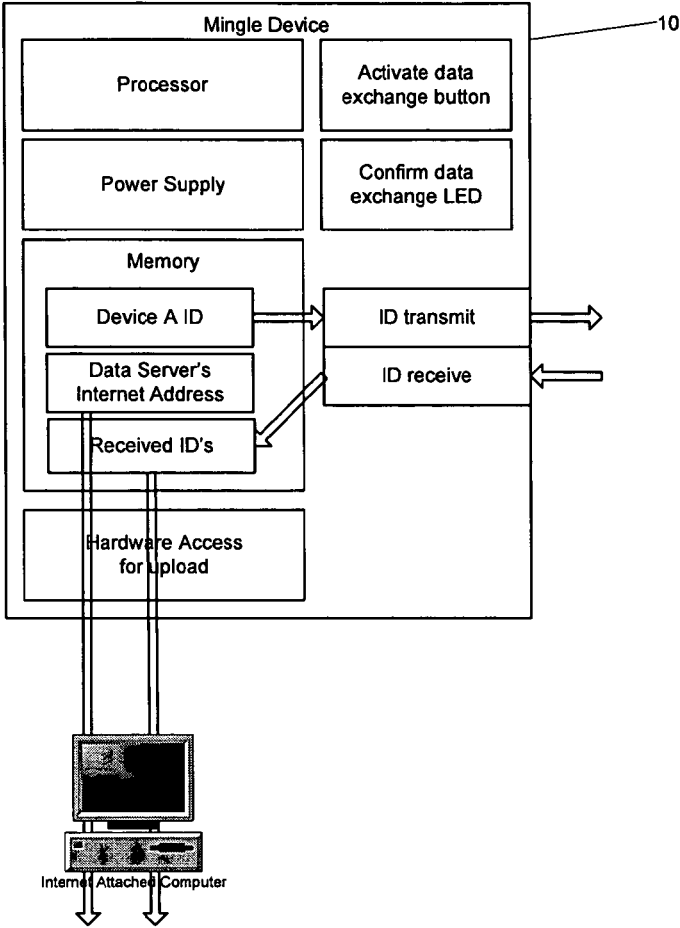 Mingle Device
10
Processor
Activate data
exchange button
Power Supply
Confirm data
exchange LED
Memory
Device A ID
ID transmit
Data Server's
Internet Address
ID receive
Received ID's
Hardware Access
for upload
Internet Attached Computer